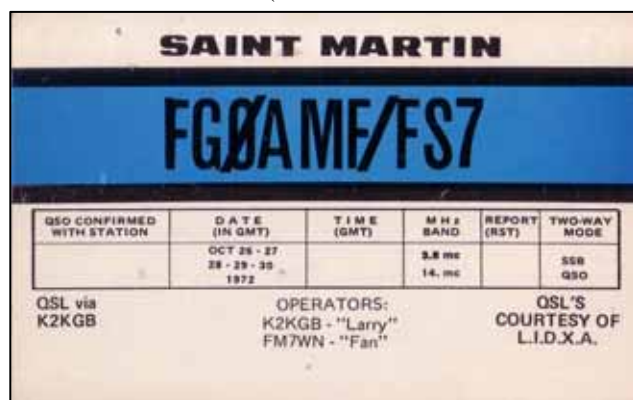 SAINT MARTIN
FGØAMF/FS7
QSO CONFIRMED WITH STATION
DATE (IN GMT)
TIME (GMT)
MHz BAND
REPORT (RST)
TWO-WAY MODE
OCT 26 - 27
28 - 29 - 30
1972
3.8 mc
14. mc
SSB
QSO
QSL via
K2KGB
OPERATORS:
K2KGB - "Larry"
FM7WN - "Fan"
QSL'S
COURTESY OF
L.I.D.X.A.